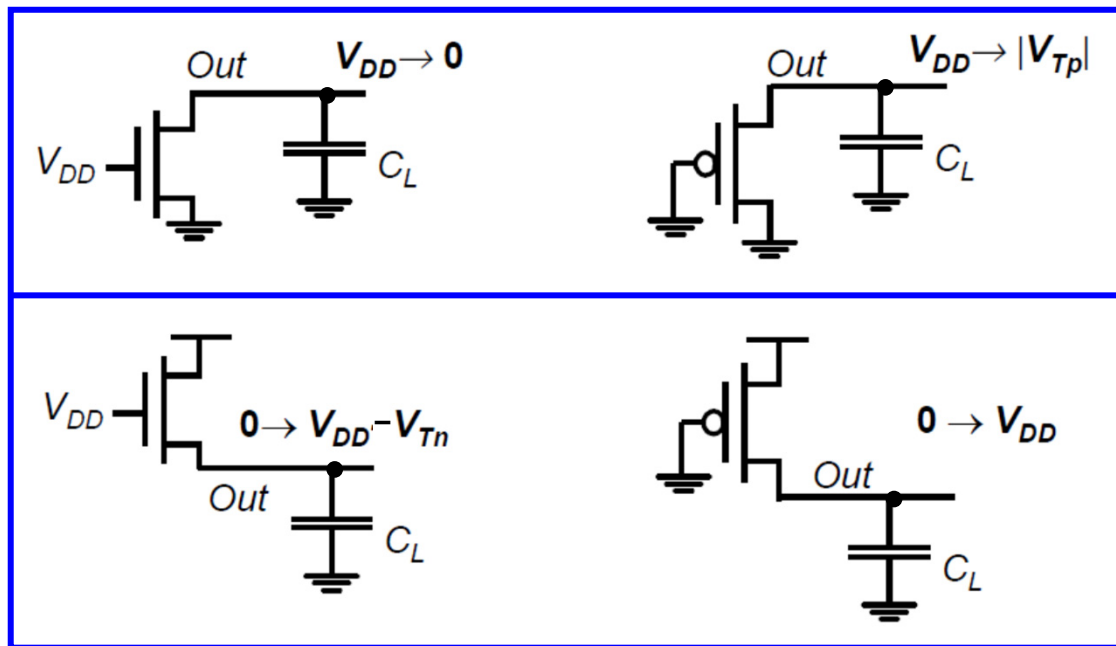 Out V_DD → 0
V_DD
C_L
Out V_DD → |V_Tp|
C_L
V_DD
0 → V_DD - V_Tn
Out
C_L
0 → V_DD
Out
C_L